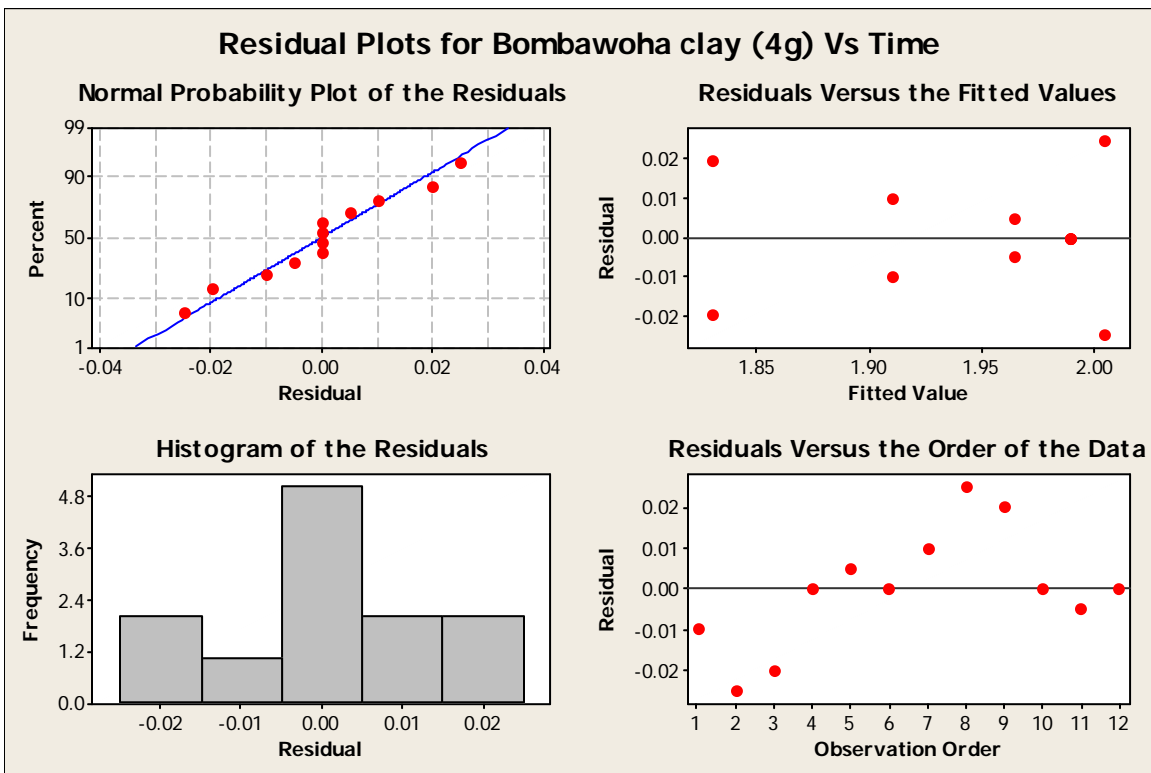 Residual Plots for Bombawoha clay (4g) Vs Time
Normal Probability Plot of the Residuals
99
90
50
10
1
Percent
-0.04 -0.02 0.00 0.02 0.04
Residual
Residuals Versus the Fitted Values
0.02
0.01
0.00
-0.01
-0.02
Residual
1.85 1.90 1.95 2.00
Fitted Value
Histogram of the Residuals
4.8
3.6
2.4
1.2
0.0
Frequency
-0.02 -0.01 0.00 0.01 0.02
Residual
Residuals Versus the Order of the Data
0.02
0.01
0.00
-0.01
-0.02
Residual
1 2 3 4 5 6 7 8 9 10 11 12
Observation Order